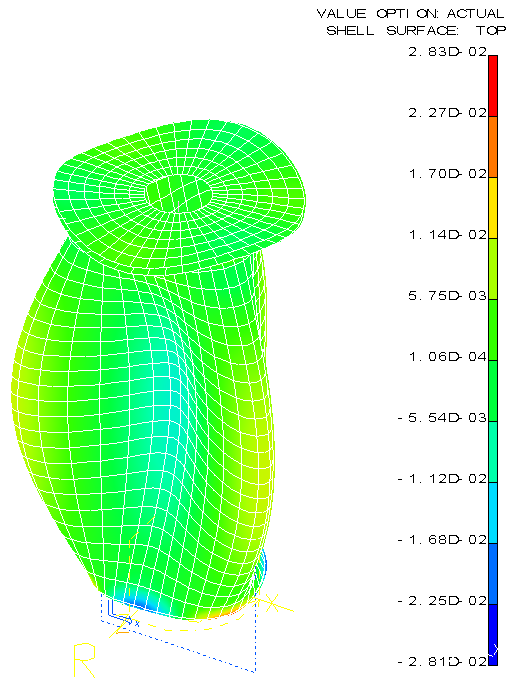 VALUE OPTION: ACTUAL
SHELL SURFACE: TOP
2.83D-02
2.27D-02
1.70D-02
1.14D-02
5.75D-03
1.06D-04
-5.54D-03
-1.12D-02
-1.68D-02
-2.25D-02
-2.81D-02
X
x
R